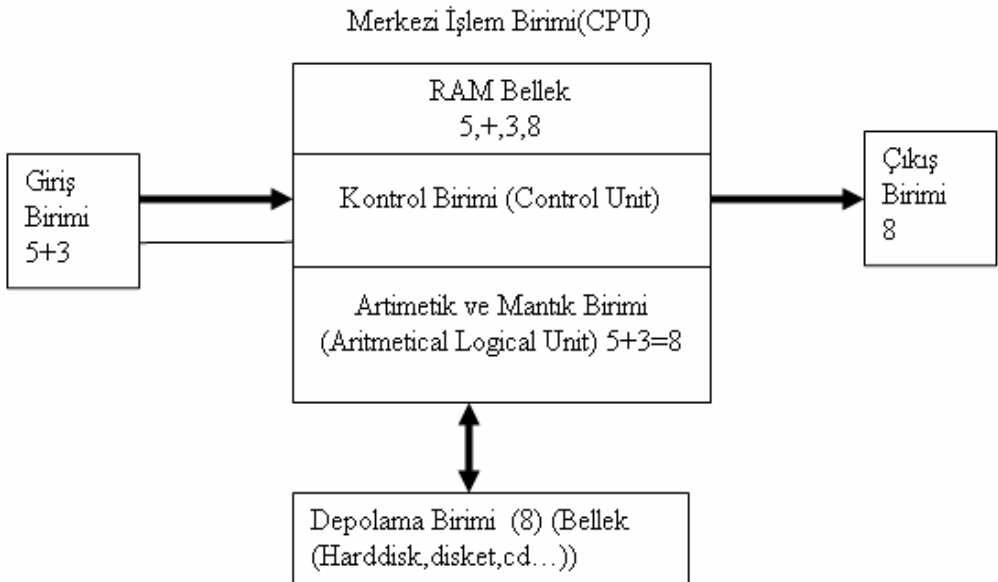 Merkezi İşlem Birimi(CPU)
RAM Bellek
5,+,3,8
Giriş
Birimi
5+3
Kontrol Birimi (Control Unit)
Çıkış
Birimi
8
Artimetik ve Mantık Birimi
(Aritmetical Logical Unit) 5+3=8
Depolama Birimi (8) (Bellek
(Harddisk,disket,cd…))